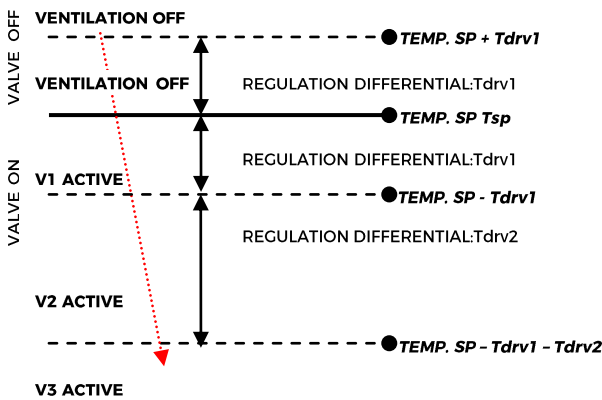 VENTILATION OFF
TEMP. SP + Tdrv1
VALVE OFF
VENTILATION OFF
REGULATION DIFFERENTIAL:Tdrv1
TEMP. SP Tsp
REGULATION DIFFERENTIAL:Tdrv1
VALVE ON
V1 ACTIVE
TEMP. SP - Tdrv1
REGULATION DIFFERENTIAL:Tdrv2
V2 ACTIVE
TEMP. SP – Tdrv1 – Tdrv2
V3 ACTIVE